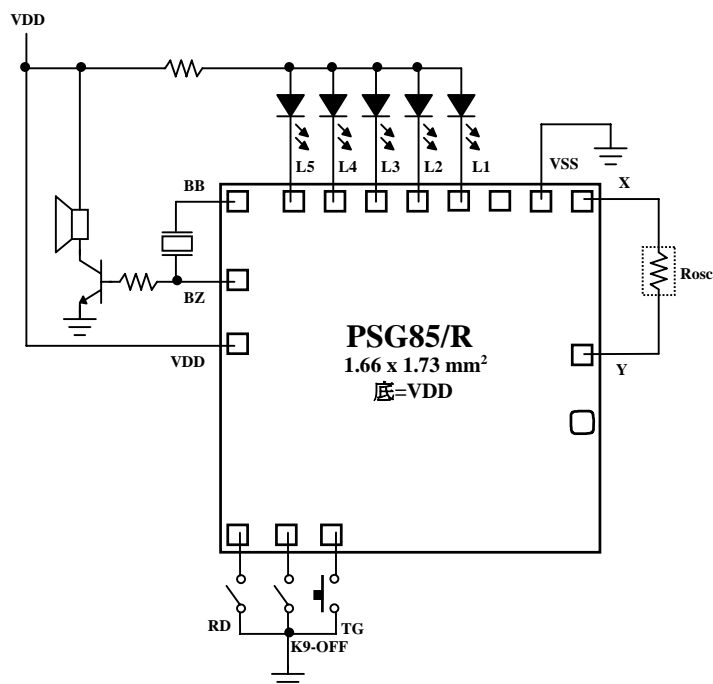 VDD
L5 L4 L3 L2 L1 VSS
BB X
Rosc
BZ
VDD Y
PSG85/R
1.66 x 1.73 mm²
底=VDD
RD TG
K9-OFF